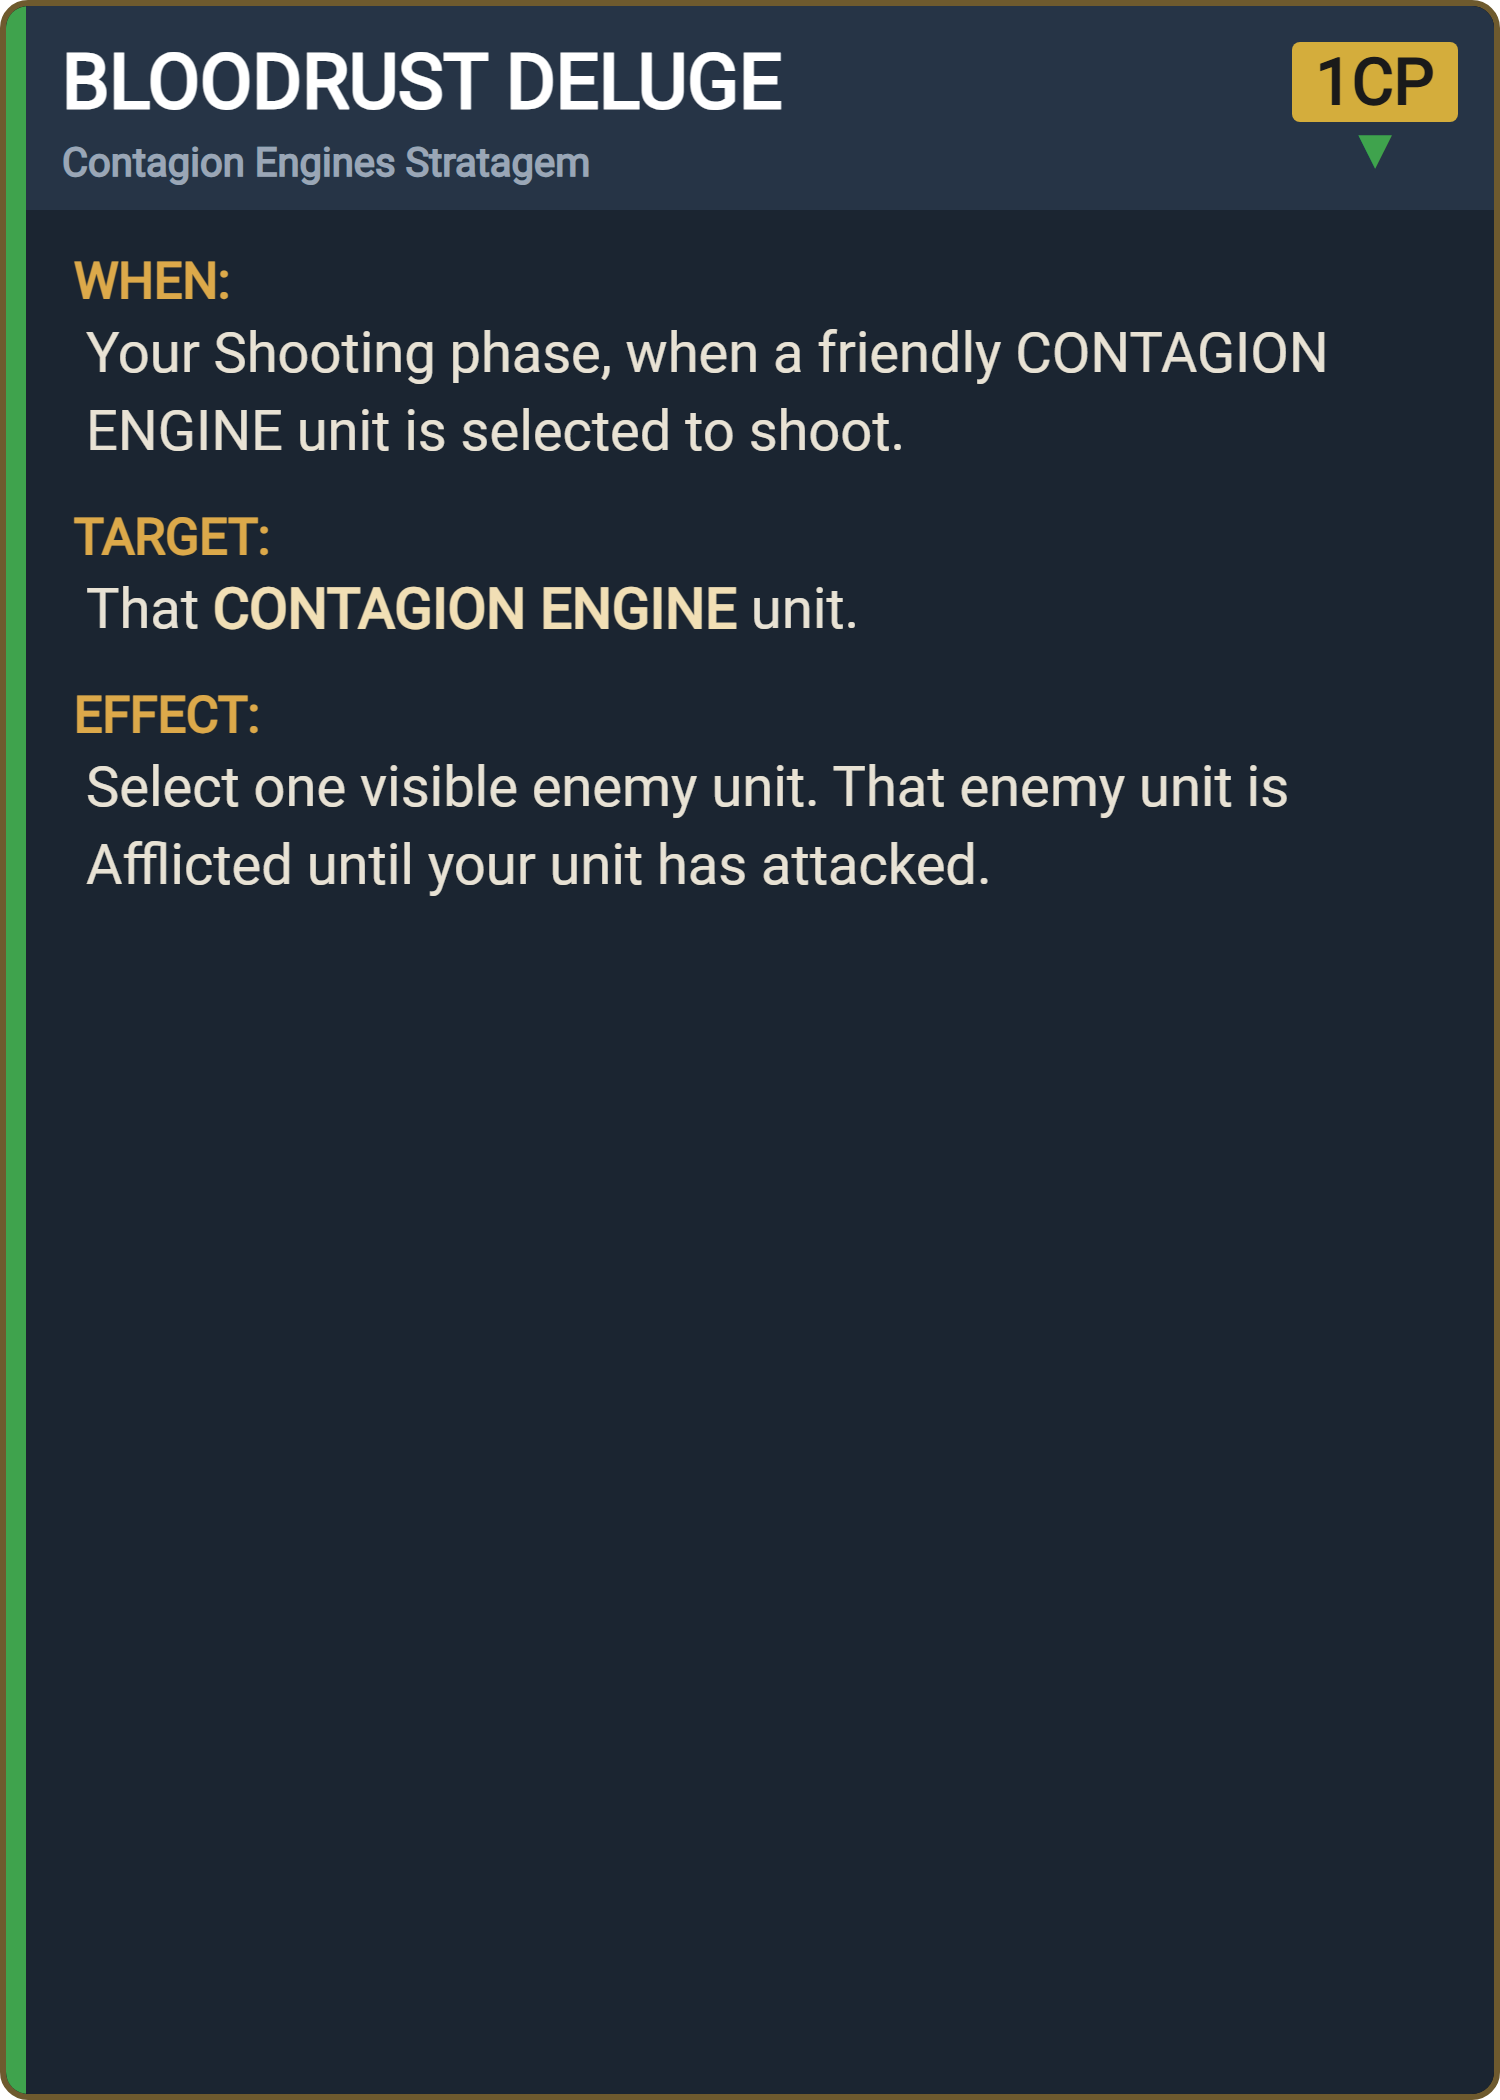 BLOODRUST DELUGE
1CP
Contagion Engines Stratagem
WHEN:
Your Shooting phase, when a friendly CONTAGION
ENGINE unit is selected to shoot.
TARGET:
That CONTAGION ENGINE unit.
EFFECT:
Select one visible enemy unit. That enemy unit is
Afflicted until your unit has attacked.